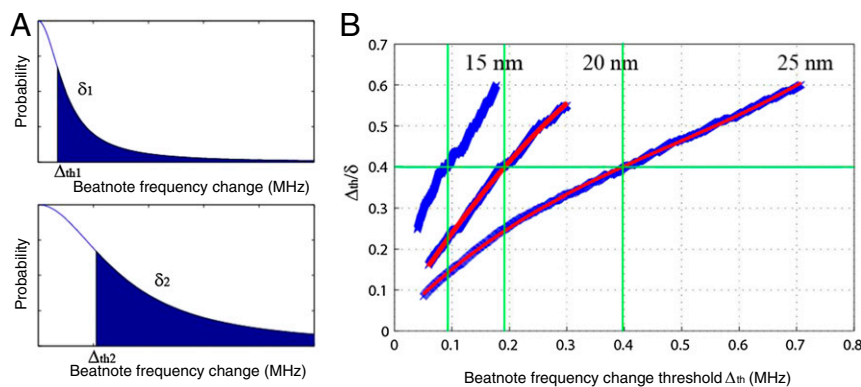 A
Probability
δ1
Δth1
Beatnote frequency change (MHz)
Probability
δ2
Δth2
Beatnote frequency change (MHz)
B
0.7
0.6
0.5
0.4
0.3
0.2
0.1
0
Δth/δ
15 nm
20 nm
25 nm
0 0.1 0.2 0.3 0.4 0.5 0.6 0.7 0.8
Beatnote frequency change threshold Δth (MHz)